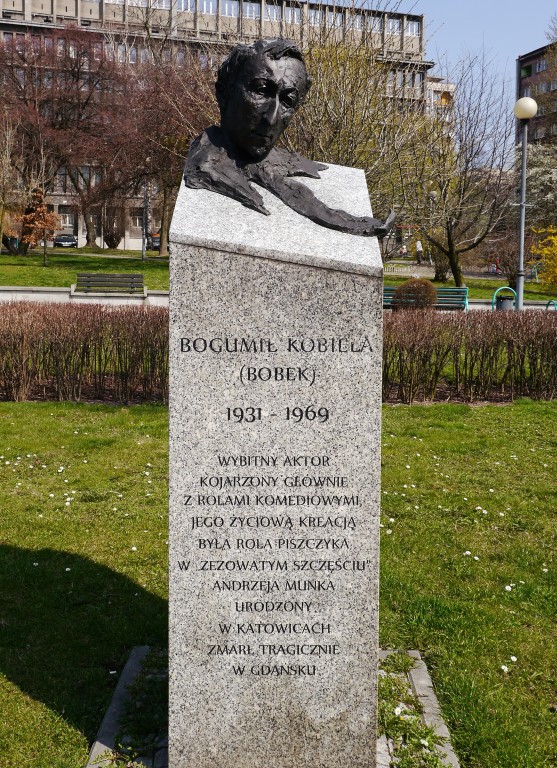 BOGUMIŁ KOBIELA
(BOBEK)
1931 - 1969
WYBITNY AKTOR
KOJARZONY GŁÓWNIE
Z ROLAMI KOMEDIOWYMI,
JEGO ŻYCIOWĄ KREACJĄ
BYŁA ROLA PISZCZYKA
W „ZEZOWATYM SZCZĘŚCIU”
ANDRZEJA MUNKA
URODZONY
W KATOWICACH
ZMARŁ TRAGICZNIE
W GDAŃSKU